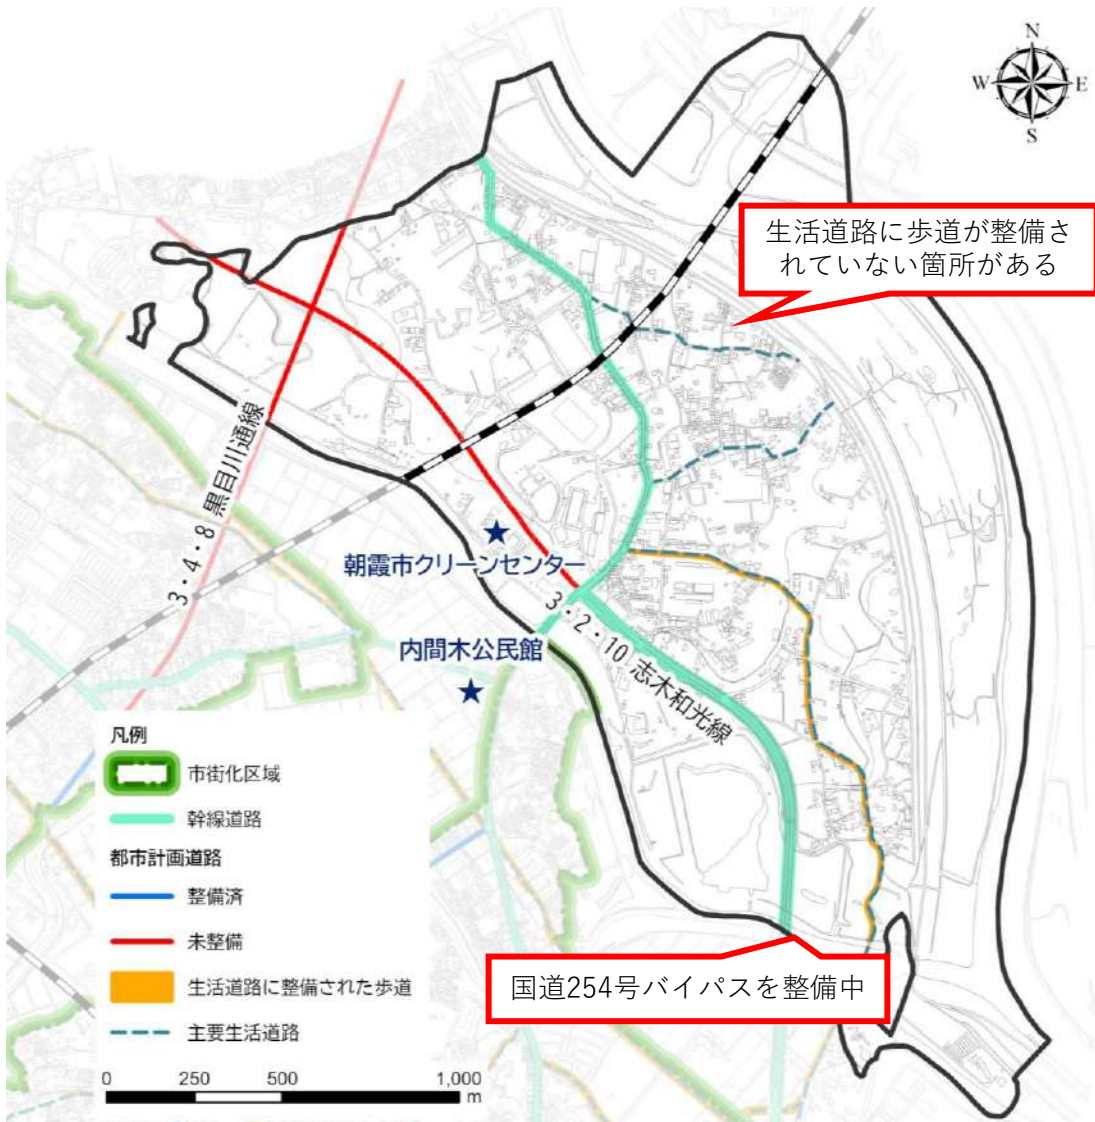 N
W
E
S
生活道路に歩道が整備さ
れていない箇所がある
3・4・8 黒目川通線
朝霞市クリーンセンター
3・2・10 志木和光線
内間木公民館
凡例
市街化区域
幹線道路
都市計画道路
整備済
未整備
生活道路に整備された歩道
主要生活道路
国道254号バイパスを整備中
0 250 500 1,000
m